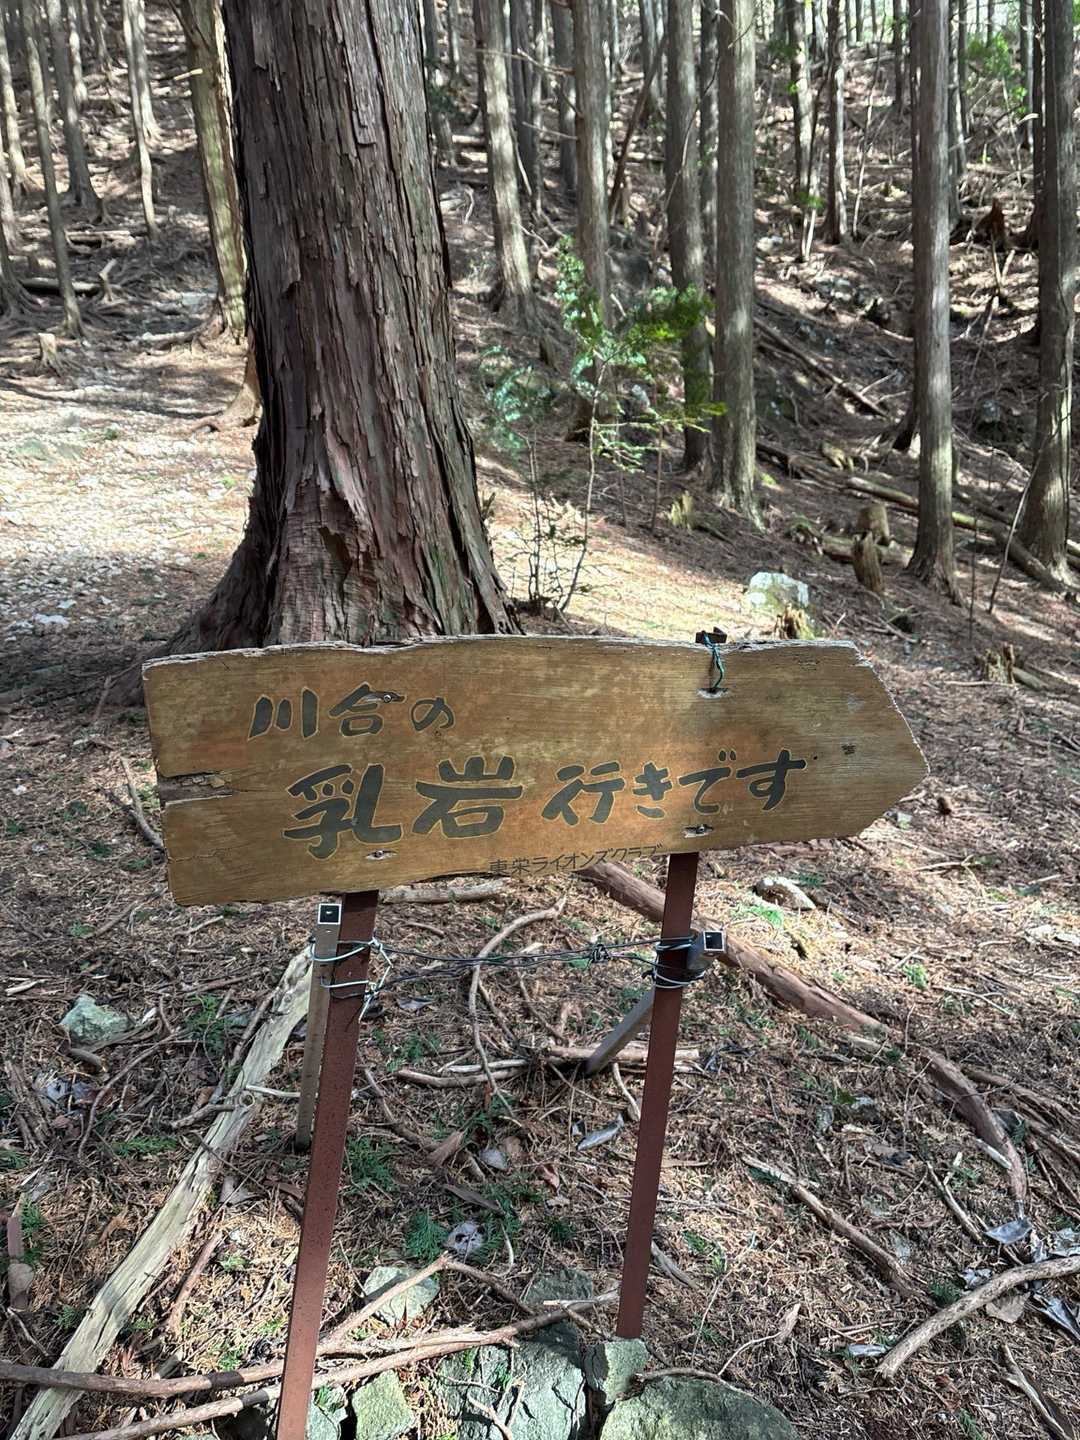 川合の
乳岩行きです
東栄ライオンズクラブ